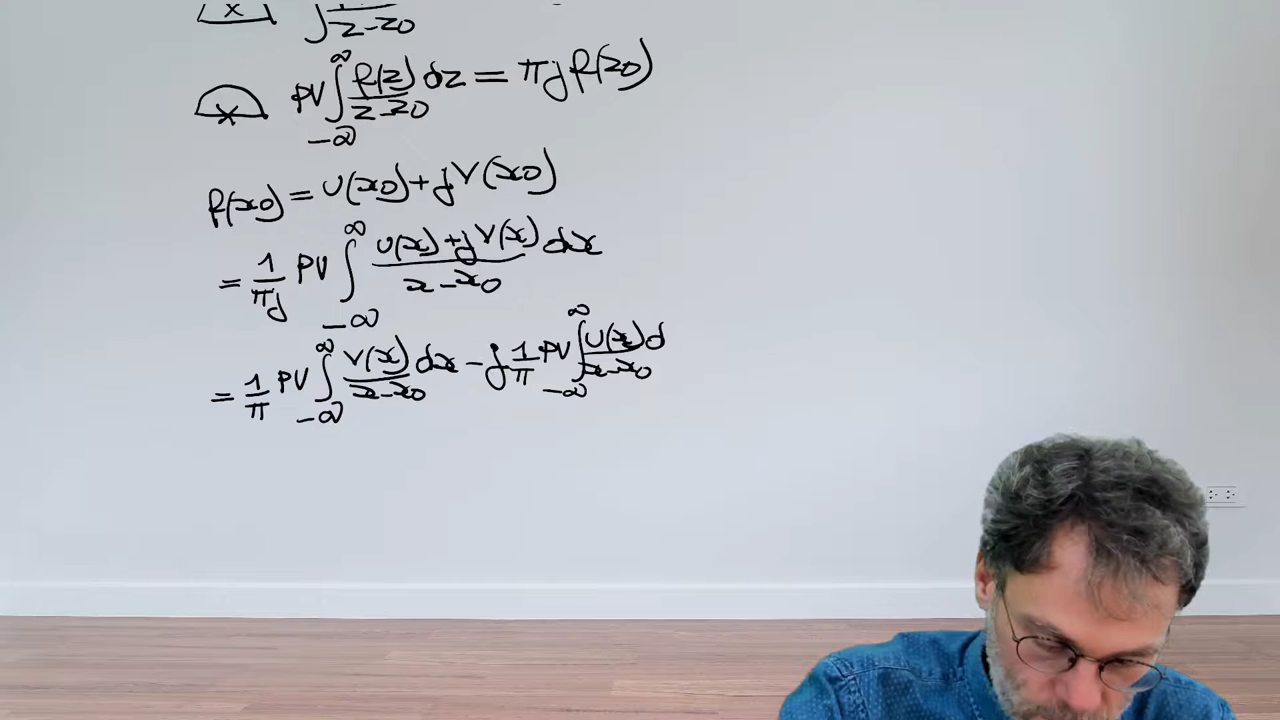 ∫ z-z0
PV ∫_{-∞}^{∞} f(z)/(z-z0) dz = πj f(z0)
f(x0) = U(x0)+jV(x0)
= 1/(πj) PV ∫_{-∞}^{∞} (U(x)+jV(x))/(x-x0) dx
= 1/π PV ∫_{-∞}^{∞} V(x)/(x-x0) dx - j 1/π PV ∫_{-∞}^{∞} U(x)/(x-x0) d